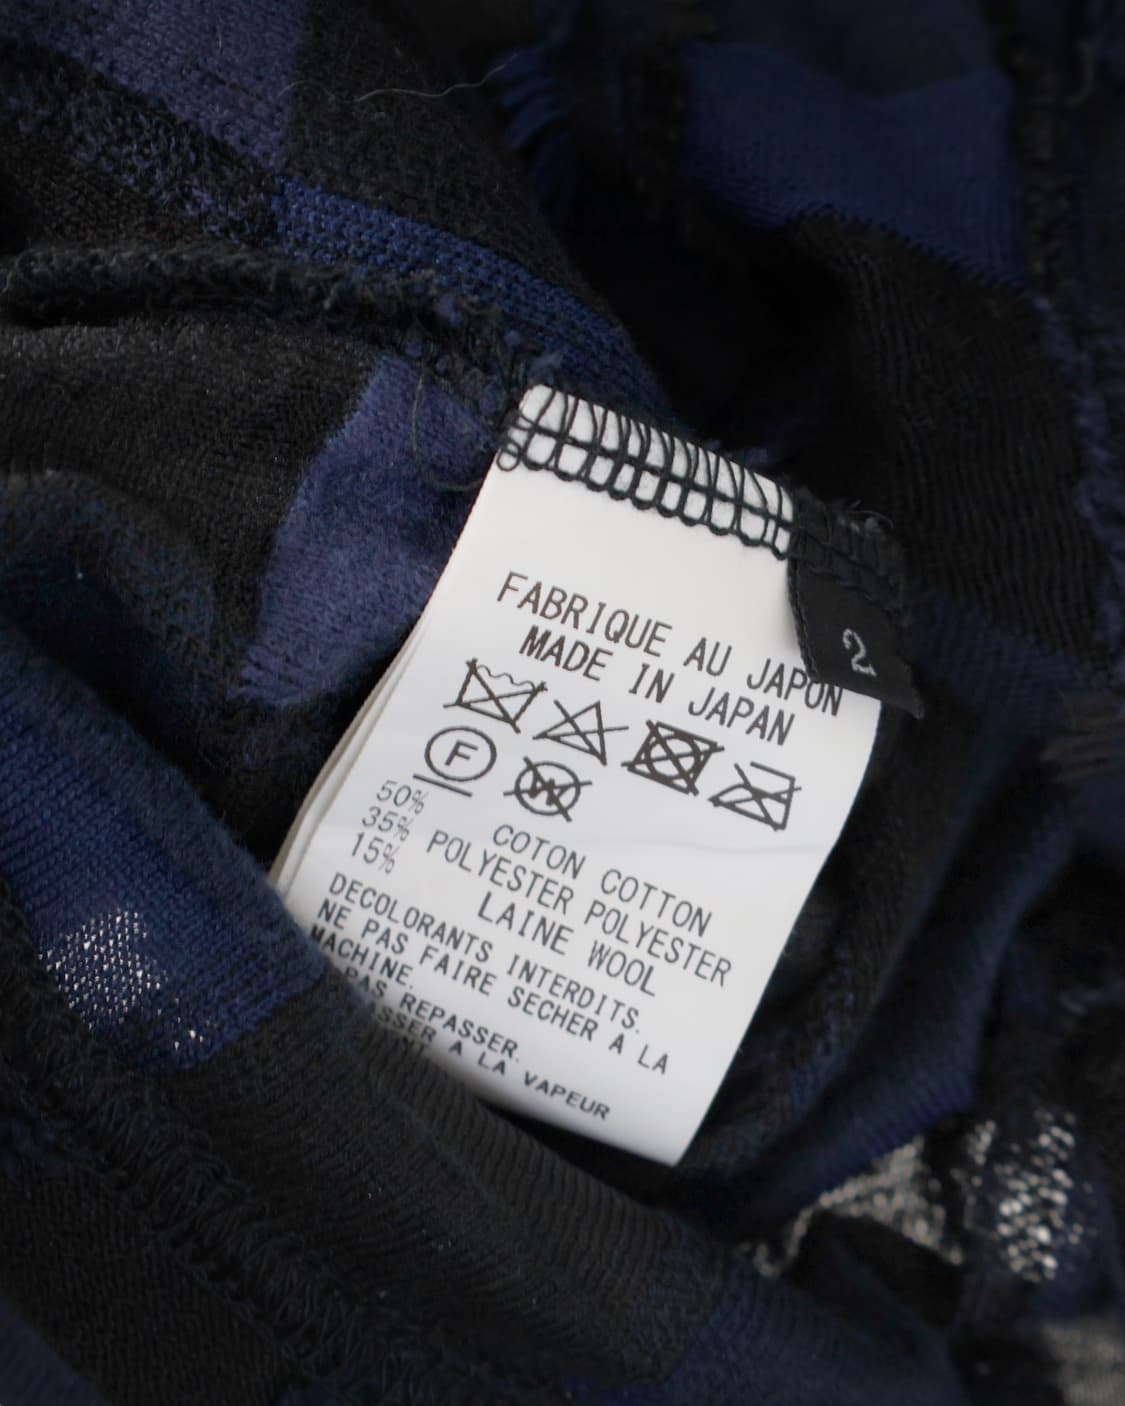 2
FABRIQUE AU JAPON
MADE IN JAPAN
F
W
50% COTON COTTON
35% POLYESTER POLYESTER
15% LAINE WOOL
DECOLORANTS INTERDITS.
NE PAS FAIRE SECHER A LA
MACHINE.
PAS REPASSER.
A LA VAPEUR